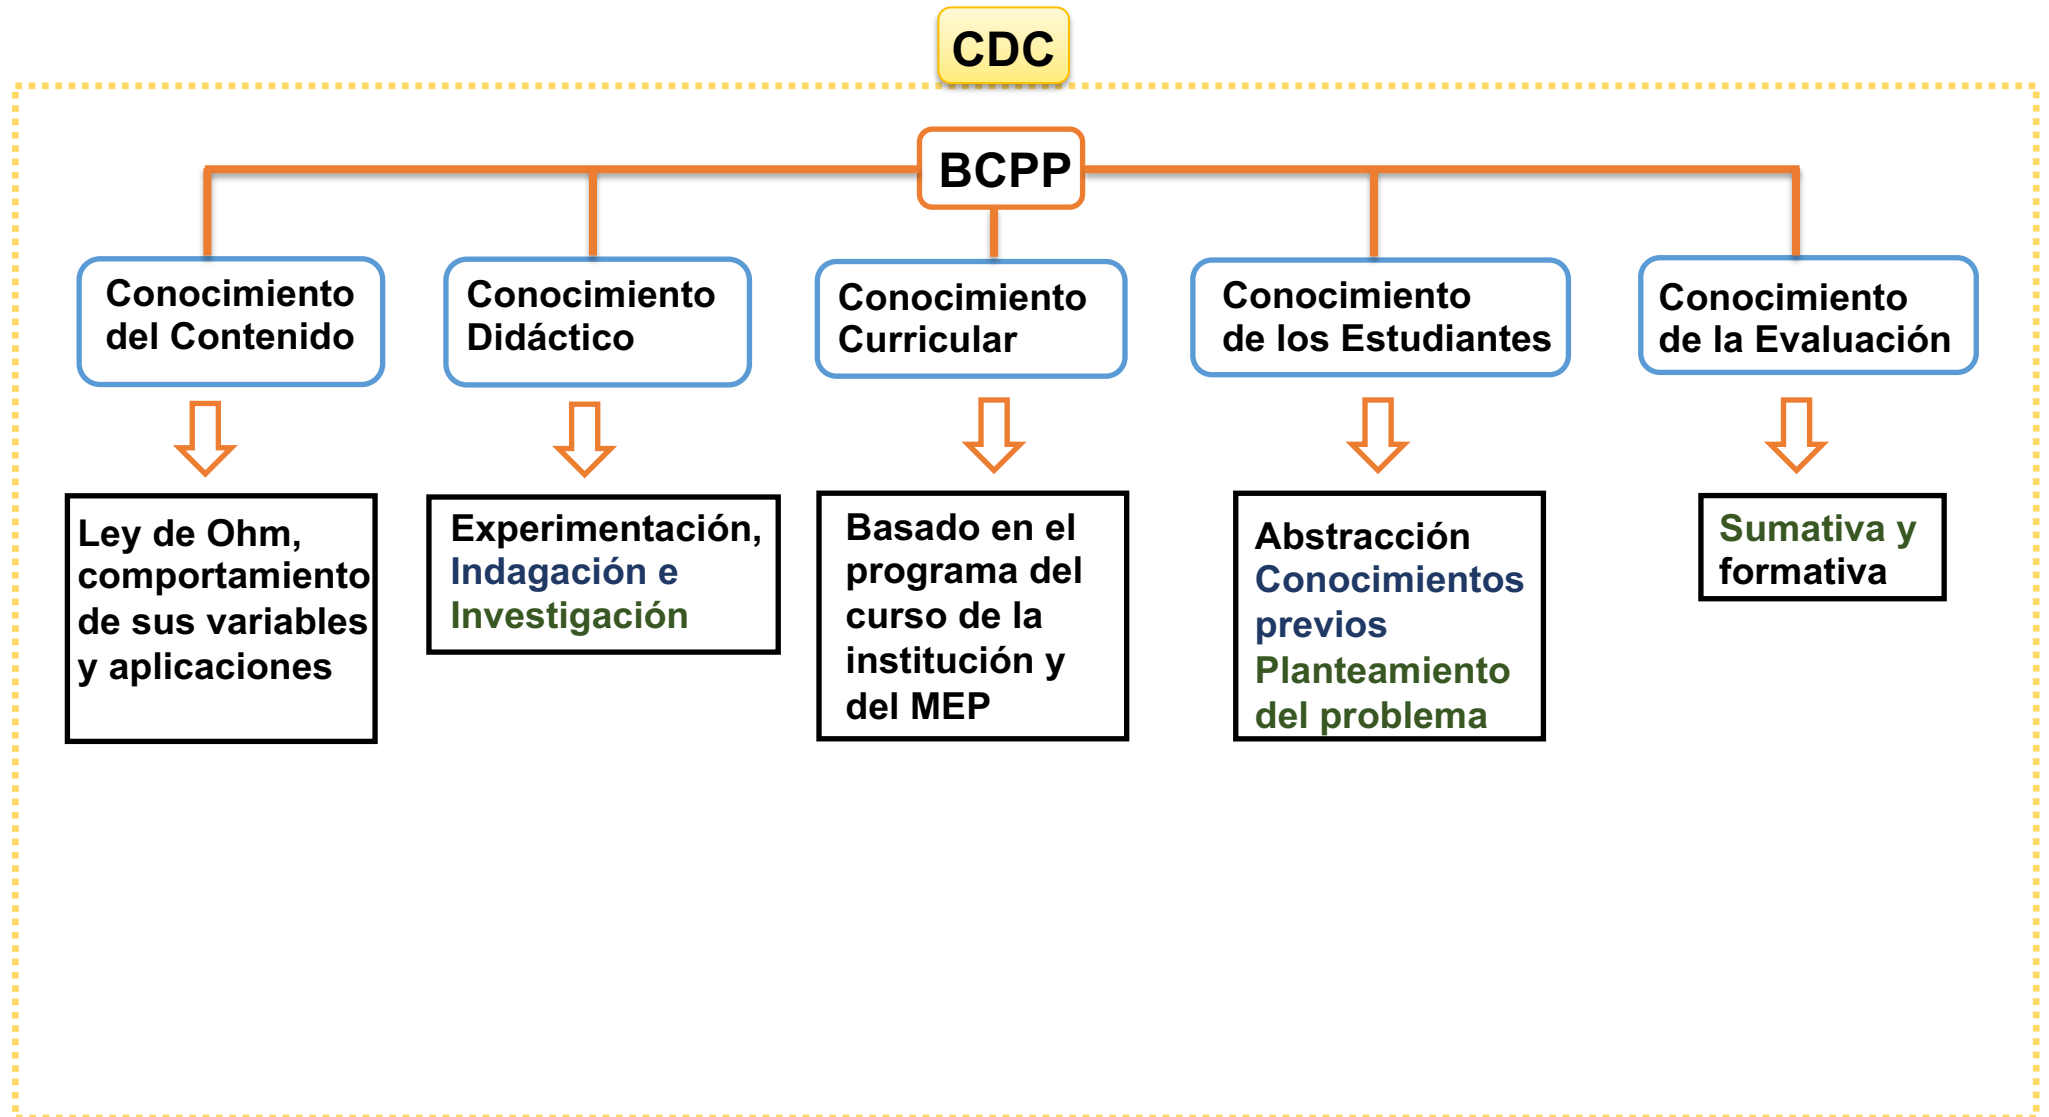 CDC
BCPP
Conocimiento
del Contenido
Conocimiento
Didáctico
Conocimiento
Curricular
Conocimiento
de los Estudiantes
Conocimiento
de la Evaluación
Ley de Ohm,
comportamiento
de sus variables
y aplicaciones
Experimentación,
Indagación e
Investigación
Basado en el
programa del
curso de la
institución y
del MEP
Abstracción
Conocimientos
previos
Planteamiento
del problema
Sumativa y
formativa